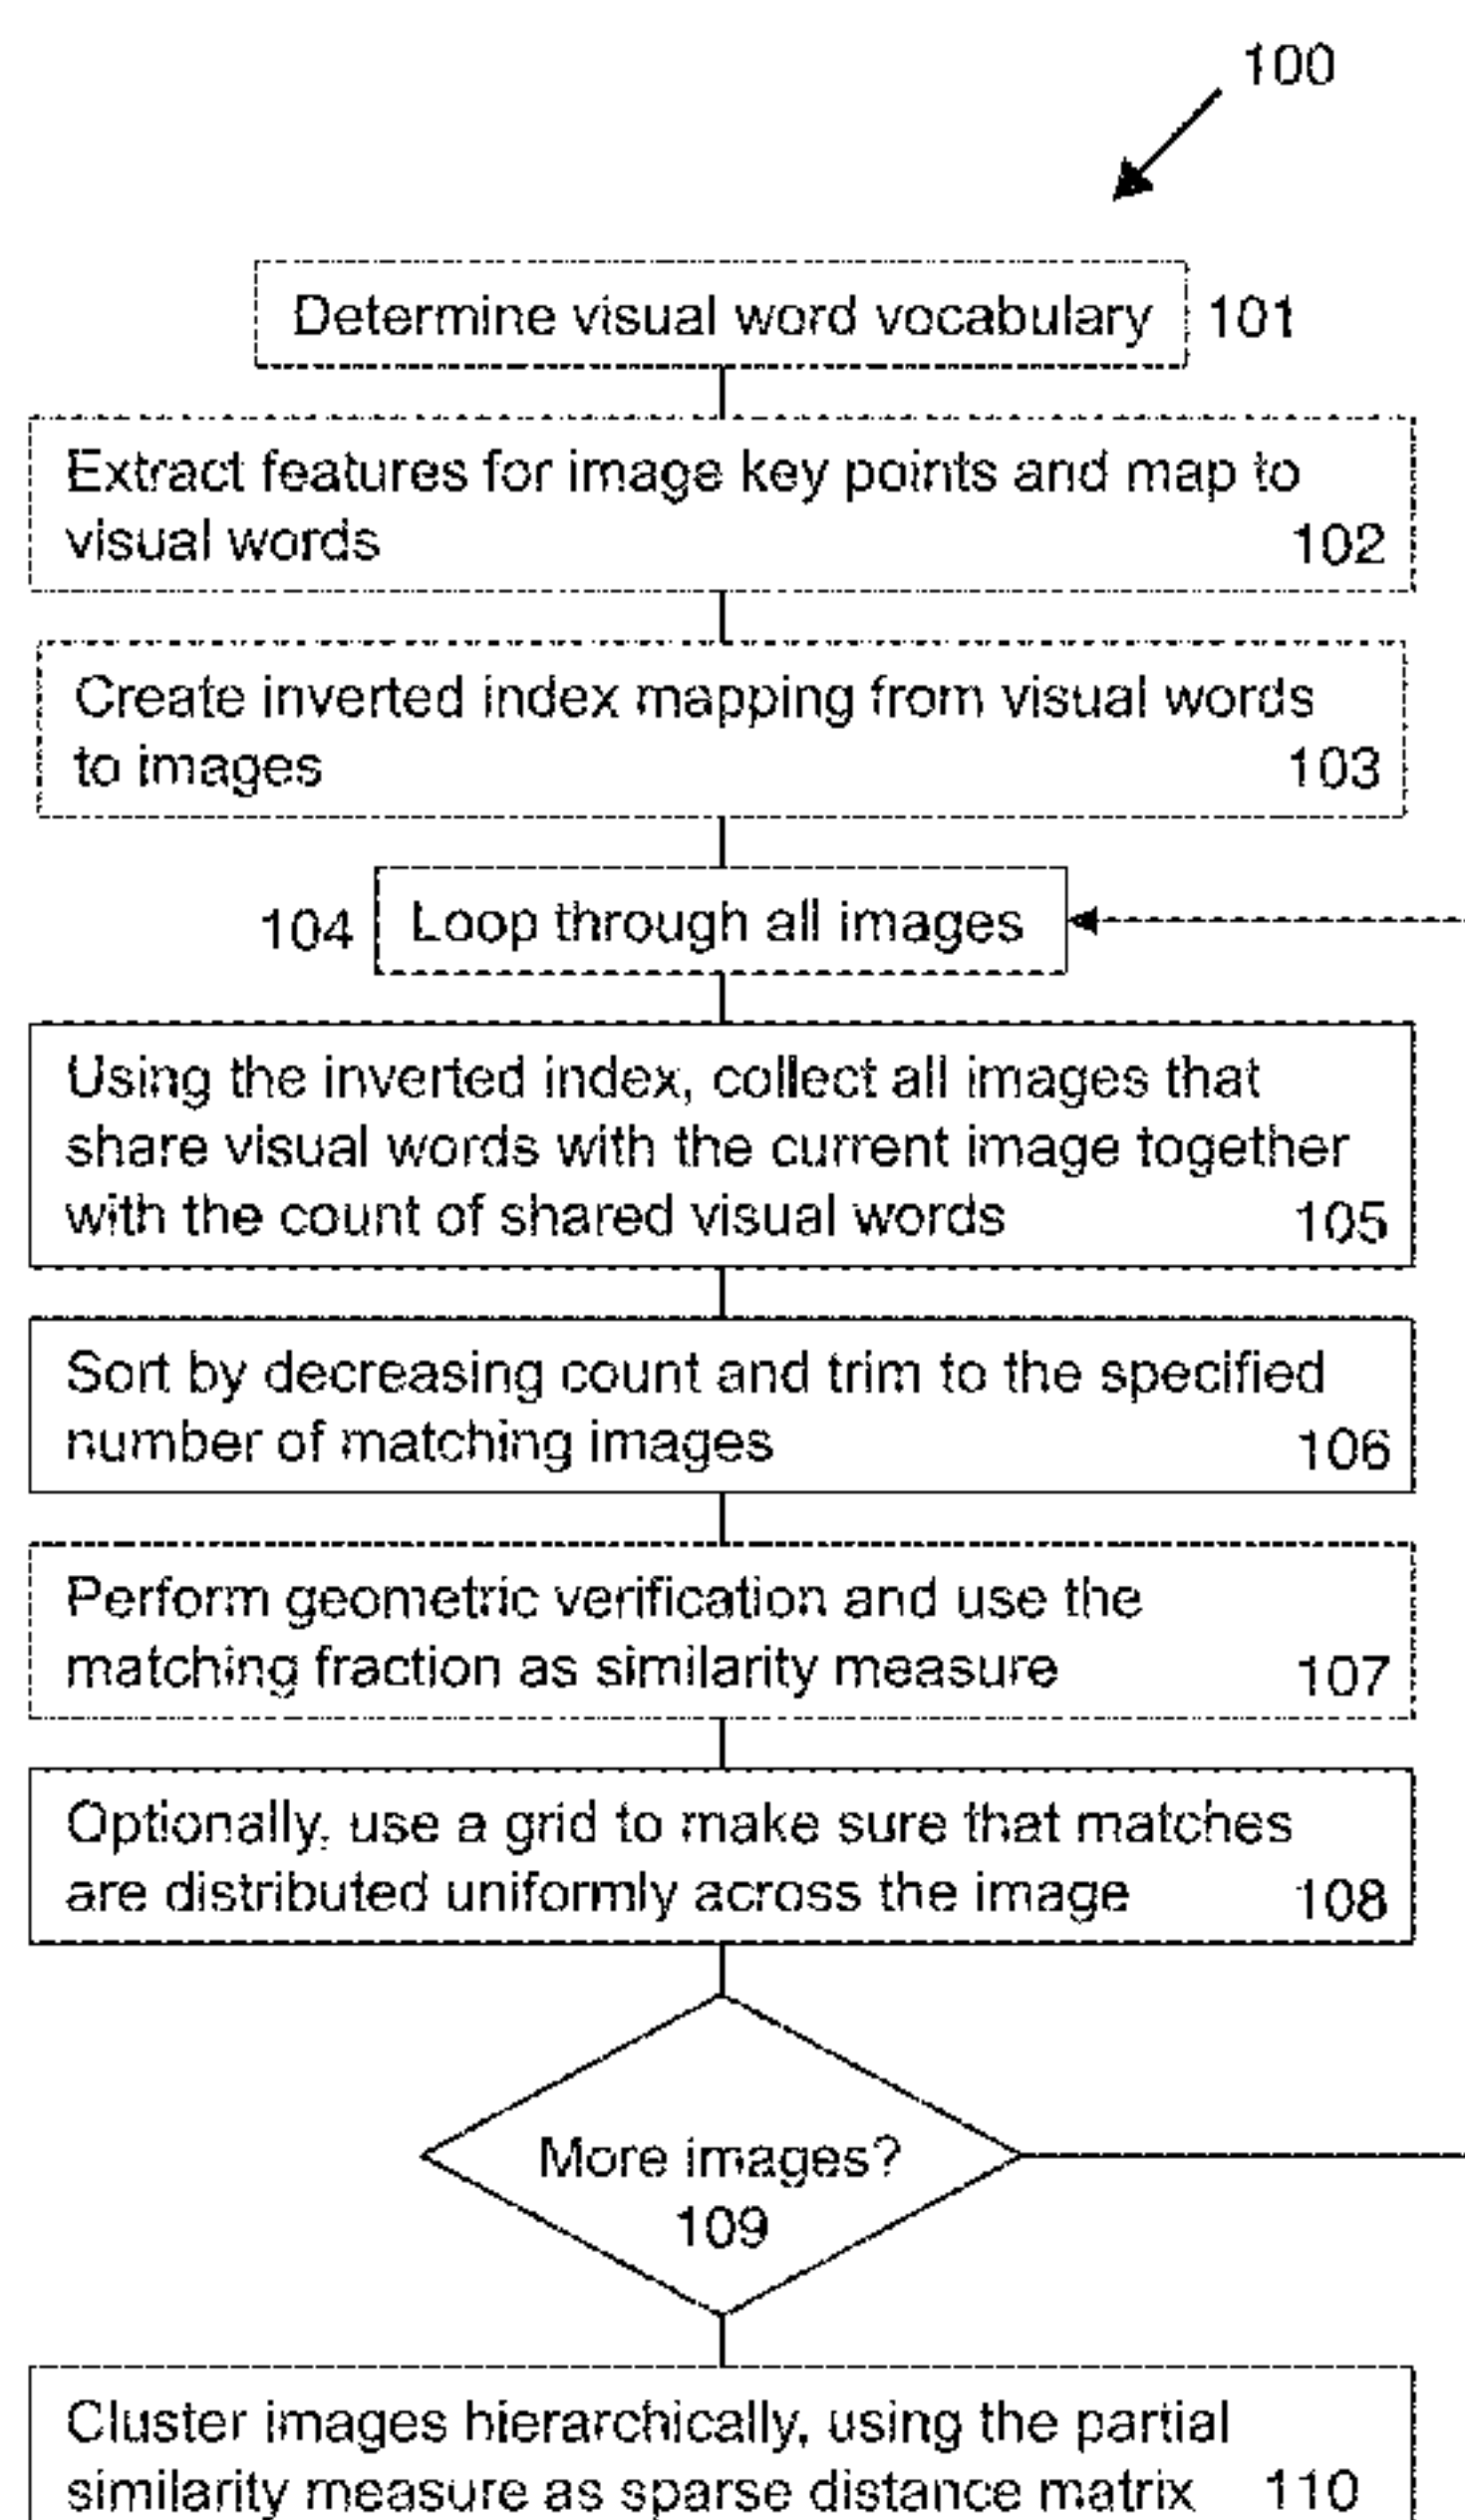 100
Determine visual word vocabulary 101
Extract features for image key points and map to
visual words 102
Create inverted index mapping from visual words
to images 103
104 Loop through all images
Using the inverted index, collect all images that
share visual words with the current image together
with the count of shared visual words 105
Sort by decreasing count and trim to the specified
number of matching images 106
Perform geometric verification and use the
matching fraction as similarity measure 107
Optionally, use a grid to make sure that matches
are distributed uniformly across the image 108
More images?
109
Cluster images hierarchically, using the partial
similarity measure as sparse distance matrix 110